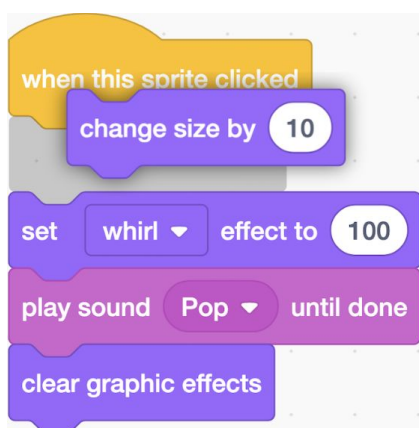 when this sprite clicked
change size by 10
set whirl effect to 100
play sound Pop until done
clear graphic effects